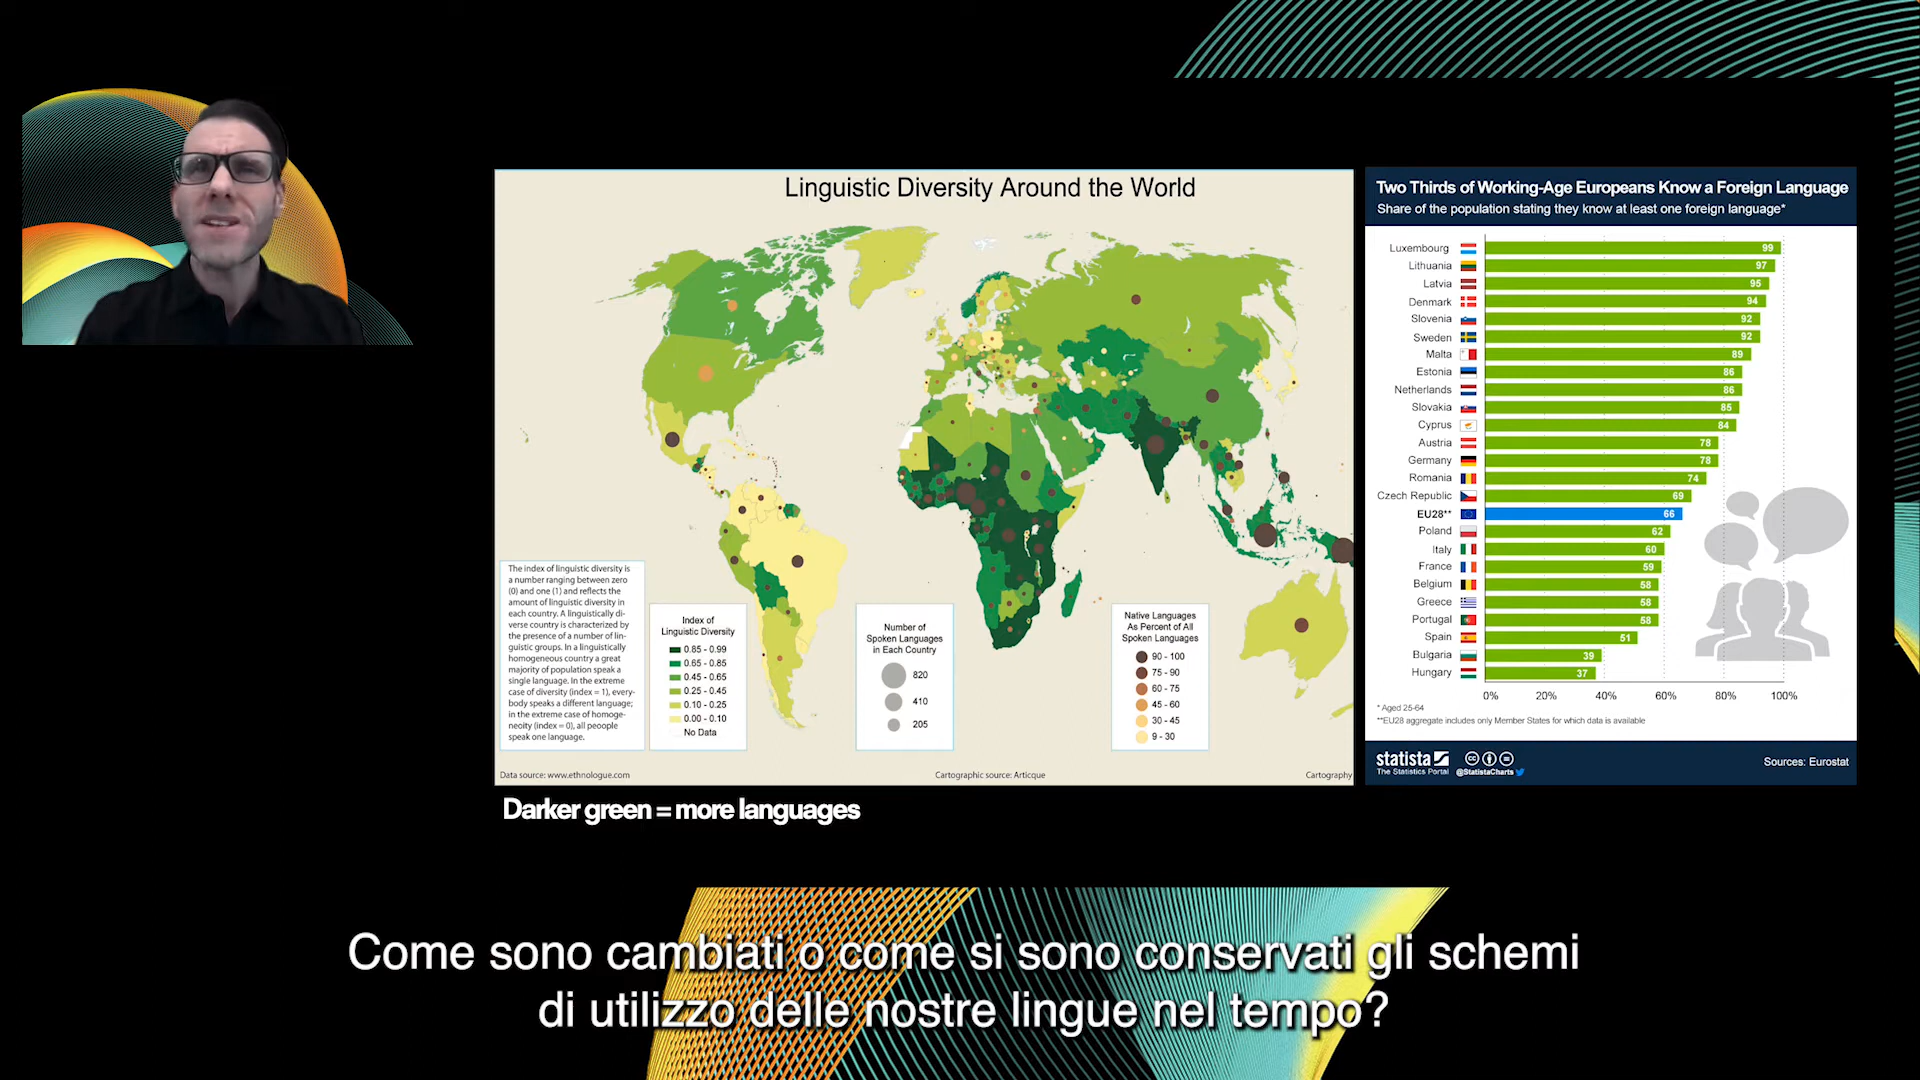 Linguistic Diversity Around the World
The index of linguistic diversity is
a number ranging between zero
(0) and one (1) and reflects the
amount of linguistic diversity in
each country. A linguistically di-
verse country is characterized by
the presence of a number of lin-
guistic groups. In a linguistically
homogeneous country a great
majority of population speak a
single language. In the extreme
case of diversity (index = 1), every-
body speaks a different language;
in the extreme case of homoge-
neity (index = 0), all peoople
speak one language.
Index of
Linguistic Diversity
0.85 - 0.99
0.65 - 0.85
0.45 - 0.65
0.25 - 0.45
0.10 - 0.25
0.00 - 0.10
No Data
Number of
Spoken Languages
in Each Country
820
410
205
Native Languages
As Percent of All
Spoken Languages
90 - 100
75 - 90
60 - 75
45 - 60
30 - 45
9 - 30
Data source: www.ethnologue.com
Cartographic source: Articque
Cartography
Darker green = more languages
Two Thirds of Working-Age Europeans Know a Foreign Language
Share of the population stating they know at least one foreign language*
Luxembourg 99
Lithuania 97
Latvia 95
Denmark 94
Slovenia 92
Sweden 92
Malta 89
Estonia 86
Netherlands 86
Slovakia 85
Cyprus 84
Austria 78
Germany 78
Romania 74
Czech Republic 69
EU28** 66
Poland 62
Italy 60
France 59
Belgium 58
Greece 58
Portugal 58
Spain 51
Bulgaria 39
Hungary 37
0% 20% 40% 60% 80% 100%
* Aged 25-64
**EU28 aggregate includes only Member States for which data is available
statista
The Statistics Portal
@StatistaCharts
Sources: Eurostat
Come sono cambiati o come si sono conservati gli schemi
di utilizzo delle nostre lingue nel tempo?